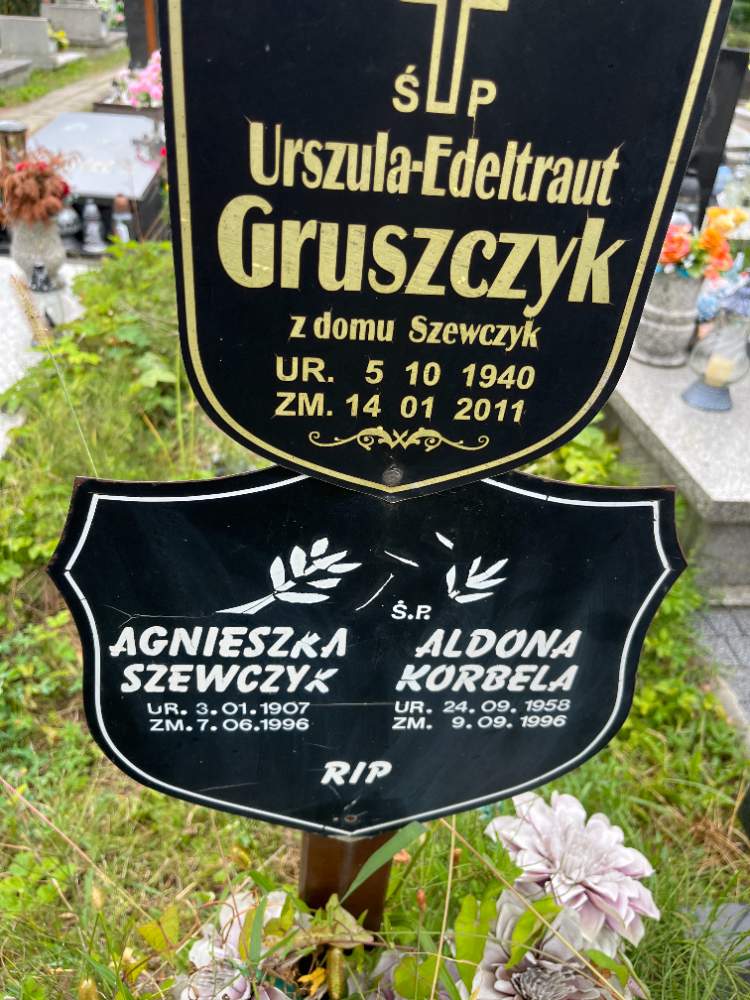 Ś P
Urszula-Edeltraut
Gruszczyk
z domu Szewczyk
UR. 5 10 1940
ZM. 14 01 2011
Ś.P.
AGNIESZKA
SZEWCZYK
UR. 3.01.1907
ZM. 7.06.1996
ALDONA
KORBELA
UR. 24.09.1958
ZM. 9.09.1996
RIP